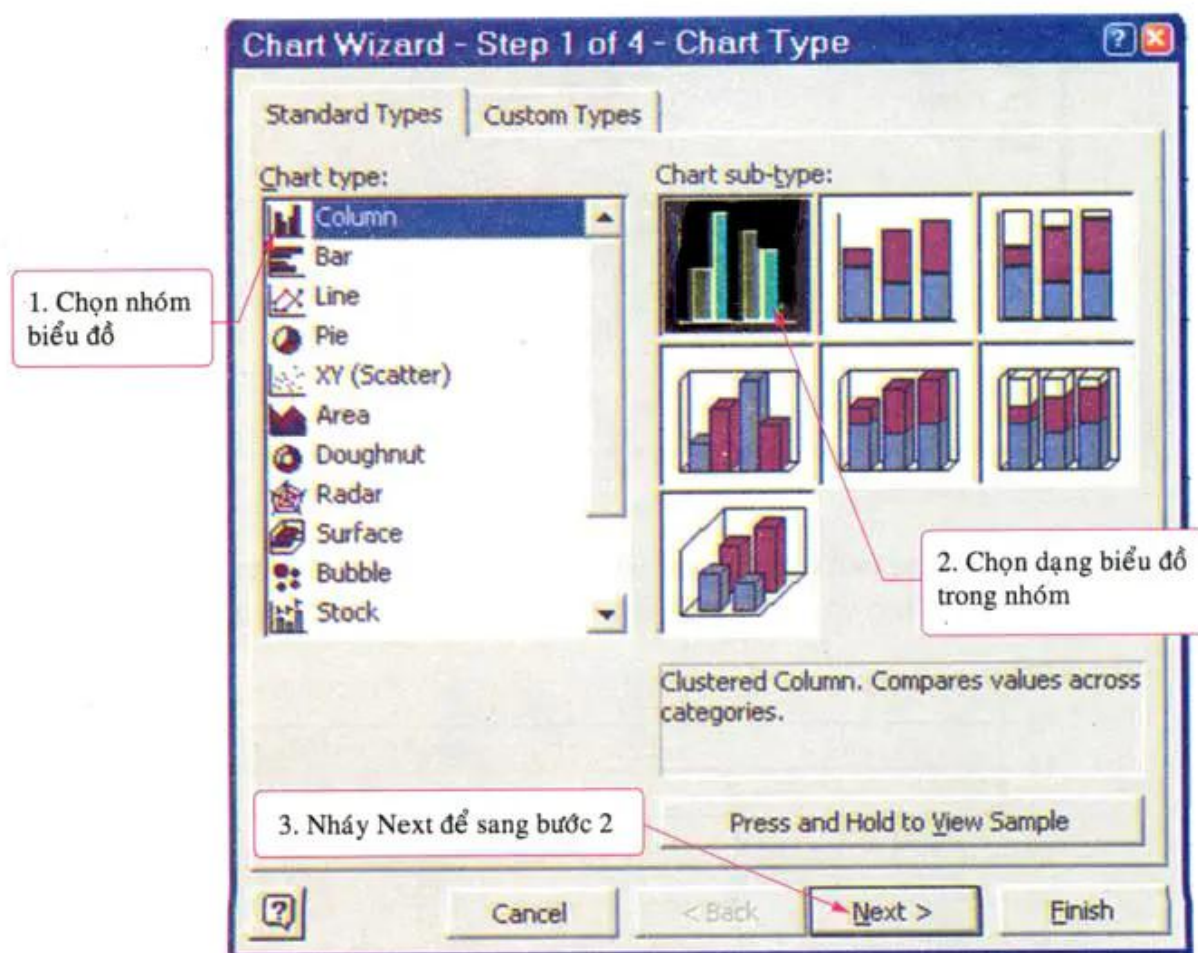 Chart Wizard - Step 1 of 4 - Chart Type
Standard Types
Custom Types
Chart type:
Column
Bar
Line
Pie
XY (Scatter)
Area
Doughnut
Radar
Surface
Bubble
Stock
Chart sub-type:
1. Chọn nhóm
biểu đồ
2. Chọn dạng biểu đồ
trong nhóm
Clustered Column. Compares values across
categories.
3. Nháy Next để sang bước 2
Press and Hold to View Sample
Cancel
< Back
Next >
Finish